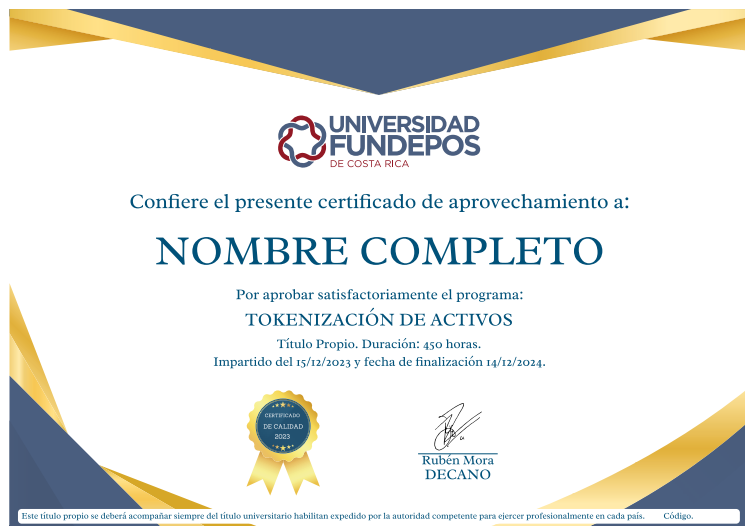 UNIVERSIDAD
FUNDEPOS
DE COSTA RICA
Confiere el presente certificado de aprovechamiento a:
NOMBRE COMPLETO
Por aprobar satisfactoriamente el programa:
TOKENIZACIÓN DE ACTIVOS
Título Propio. Duración: 450 horas.
Impartido del 15/12/2023 y fecha de finalización 14/12/2024.
CERTIFICADO
DE CALIDAD
2023
Rubén Mora
DECANO
Este título propio se deberá acompañar siempre del título universitario habilitan expedido por la autoridad competente para ejercer profesionalmente en cada país. Código.